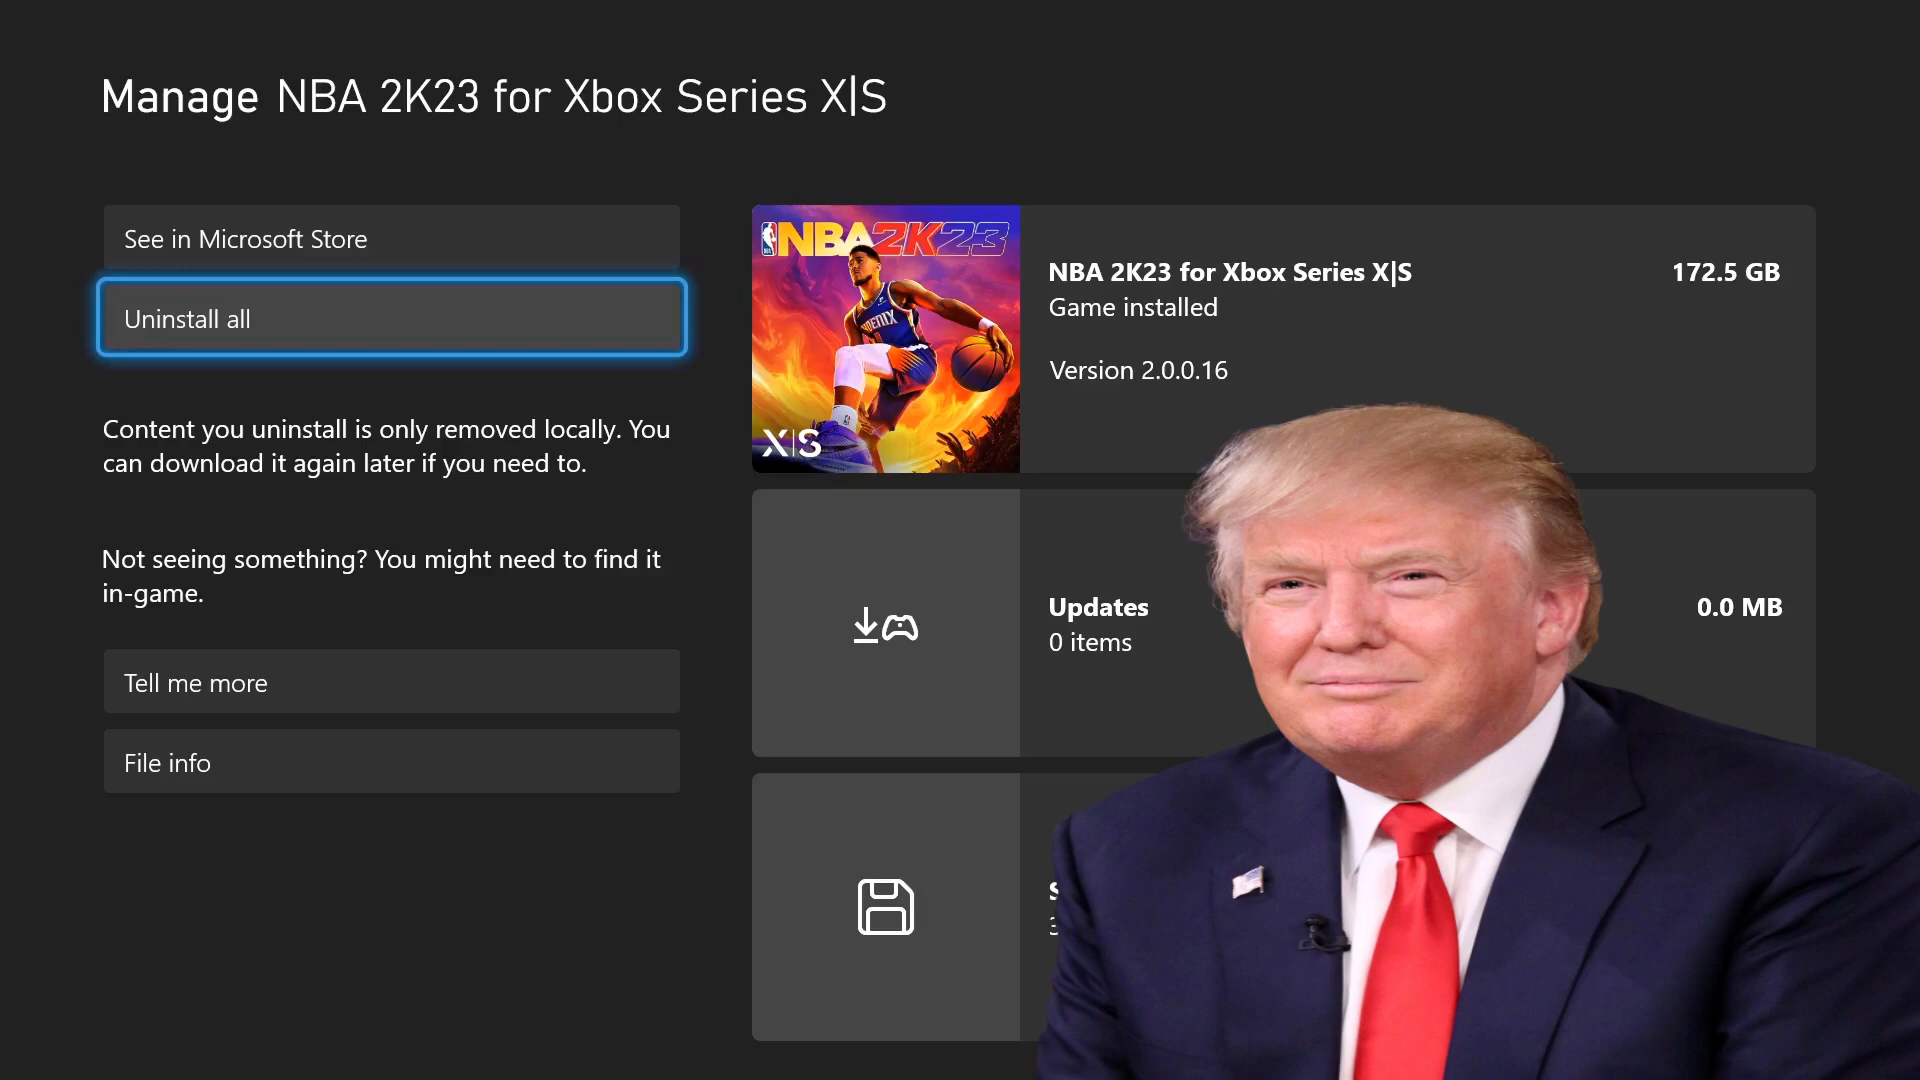 Manage NBA 2K23 for Xbox Series X|S
See in Microsoft Store
Uninstall all
Content you uninstall is only removed locally. You
can download it again later if you need to.
Not seeing something? You might need to find it
in-game.
Tell me more
File info
NBA 2K23
PHOENIX
X|S
NBA 2K23 for Xbox Series X|S
172.5 GB
Game installed
Version 2.0.0.16
Updates
0.0 MB
0 items